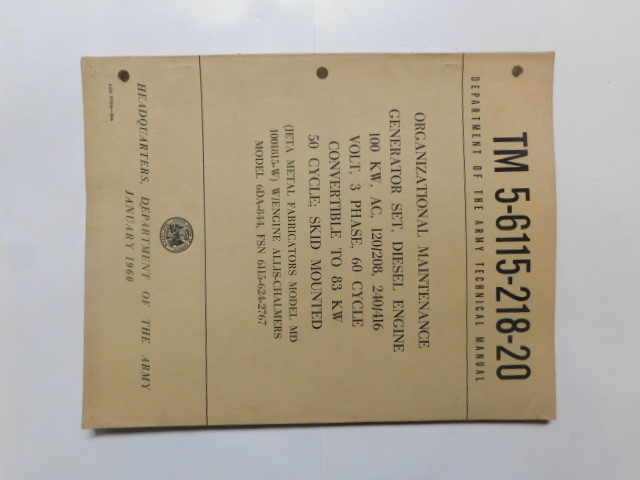 TM 5-6115-218-20
DEPARTMENT OF THE ARMY TECHNICAL MANUAL
ORGANIZATIONAL MAINTENANCE
GENERATOR SET, DIESEL ENGINE
100 KW, AC, 120/208, 240/416
VOLT, 3 PHASE, 60 CYCLE
CONVERTIBLE TO 83 KW
50 CYCLE; SKID MOUNTED
(JETA METAL FABRICATORS MODEL MD
1001815-W) W/ENGINE ALLIS-CHALMERS
MODEL 6DA-844, FSN 6115-624-2767
HEADQUARTERS, DEPARTMENT OF THE ARMY
JANUARY 1960